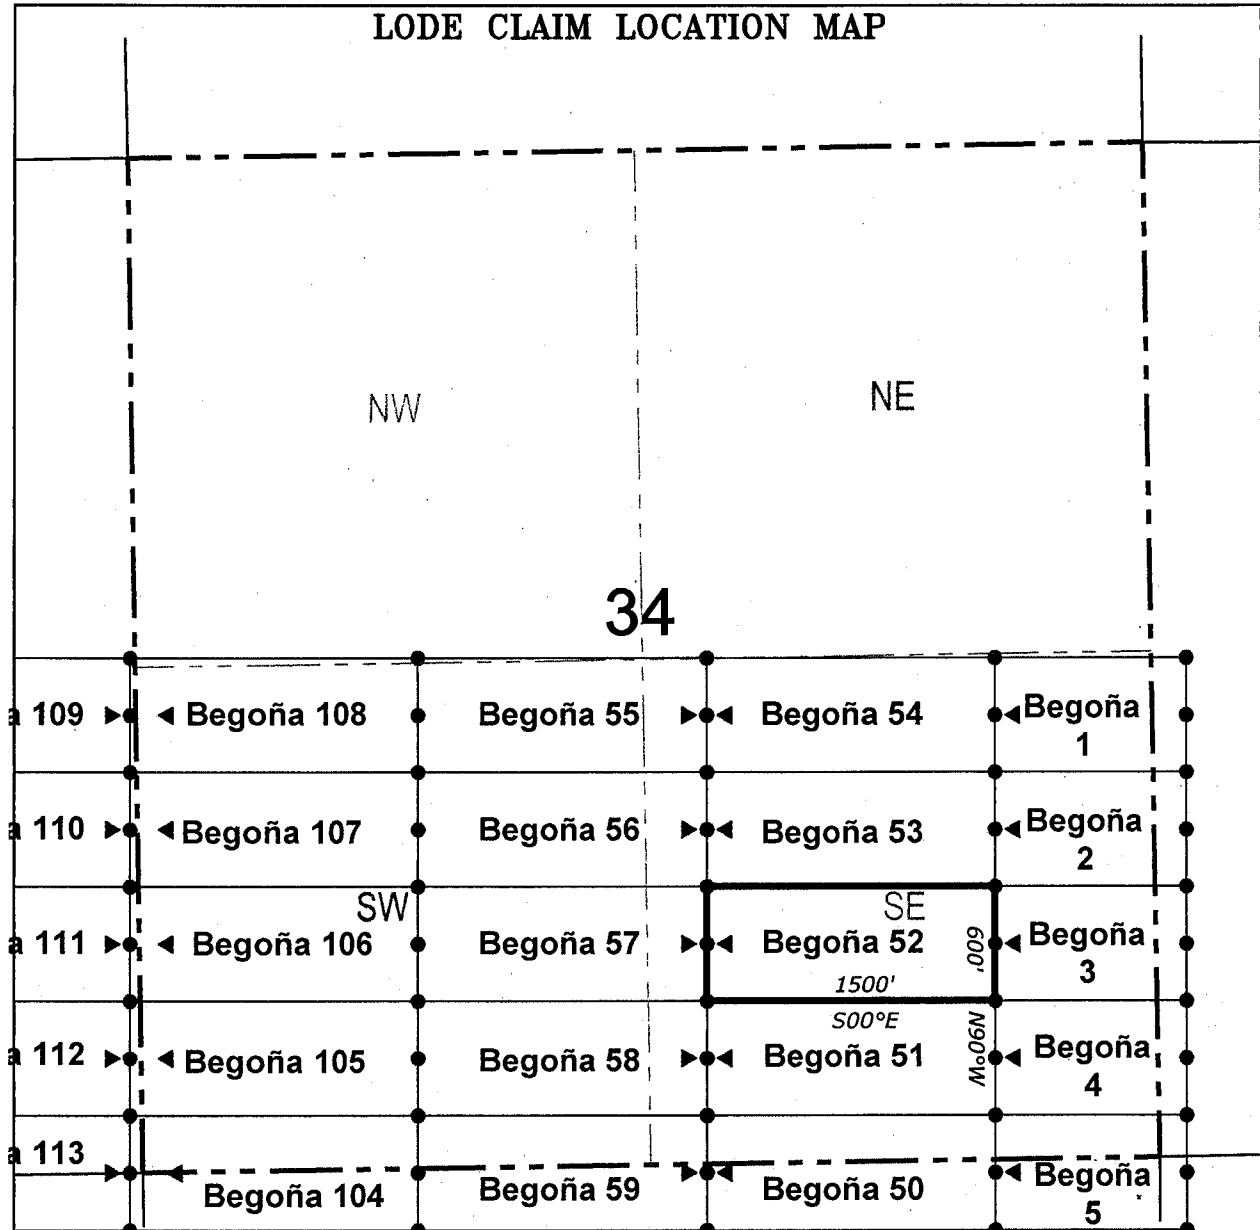 LODE CLAIM LOCATION MAP
NW
NE
34
a 109
Begoña 108
Begoña 55
Begoña 54
Begoña
1
a 110
Begoña 107
Begoña 56
Begoña 53
Begoña
2
SW
SE
a 111
Begoña 106
Begoña 57
Begoña 52
600'
Begoña
3
1500'
S00°E
N90°W
a 112
Begoña 105
Begoña 58
Begoña 51
Begoña
4
a 113
Begoña 104
Begoña 59
Begoña 50
Begoña
5